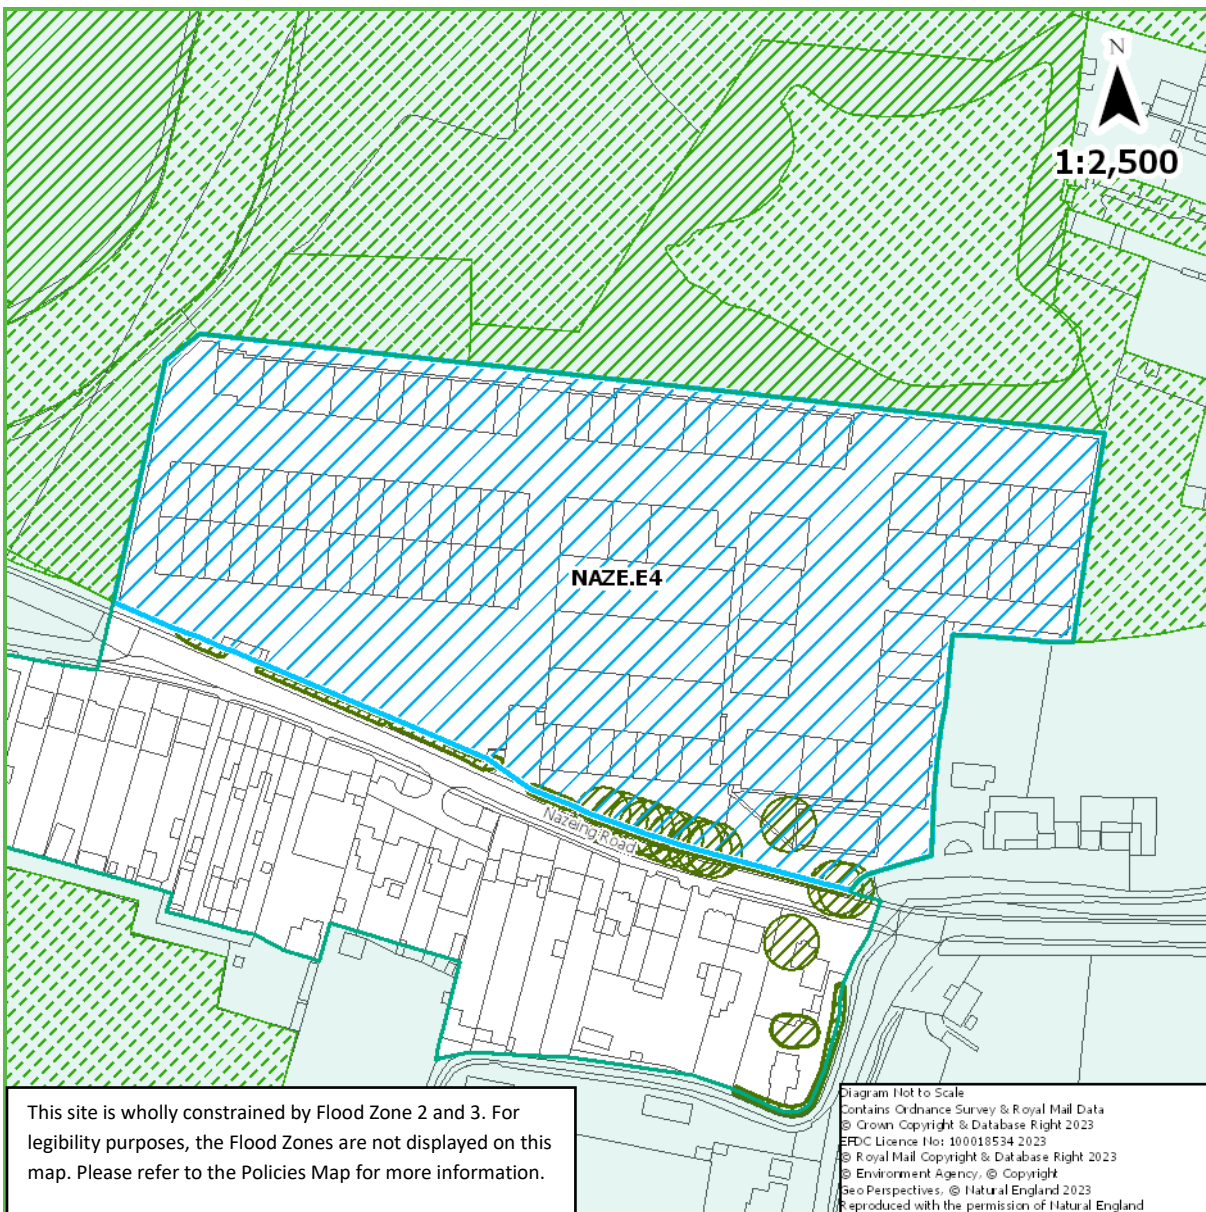 N
1:2,500
NAZE.E4
Nazeing Road
This site is wholly constrained by Flood Zone 2 and 3. For
legibility purposes, the Flood Zones are not displayed on this
map. Please refer to the Policies Map for more information.
Diagram Not to Scale
Contains Ordnance Survey & Royal Mail Data
© Crown Copyright & Database Right 2023
EFDC Licence No: 100018534 2023
© Royal Mail Copyright & Database Right 2023
© Environment Agency, © Copyright
Geo Perspectives, © Natural England 2023
Reproduced with the permission of Natural England